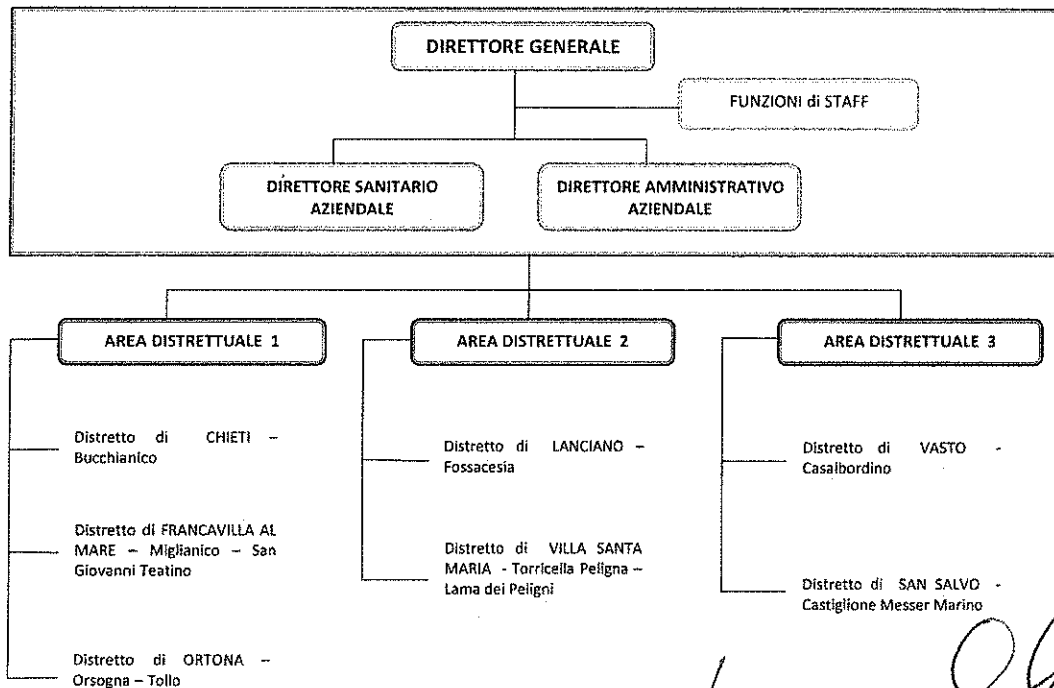 DIRETTORE GENERALE
FUNZIONI di STAFF
DIRETTORE SANITARIO
AZIENDALE
DIRETTORE AMMINISTRATIVO
AZIENDALE
AREA DISTRETTUALE 1
AREA DISTRETTUALE 2
AREA DISTRETTUALE 3
Distretto di CHIETI –
Bucchianico
Distretto di FRANCAVILLA AL
MARE – Miglianico – San
Giovanni Teatino
Distretto di ORTONA –
Orsogna – Tollo
Distretto di LANCIANO –
Fossacesia
Distretto di VILLA SANTA
MARIA - Torricella Peligna –
Lama dei Peligni
Distretto di VASTO -
Casalbordino
Distretto di SAN SALVO -
Castiglione Messer Marino